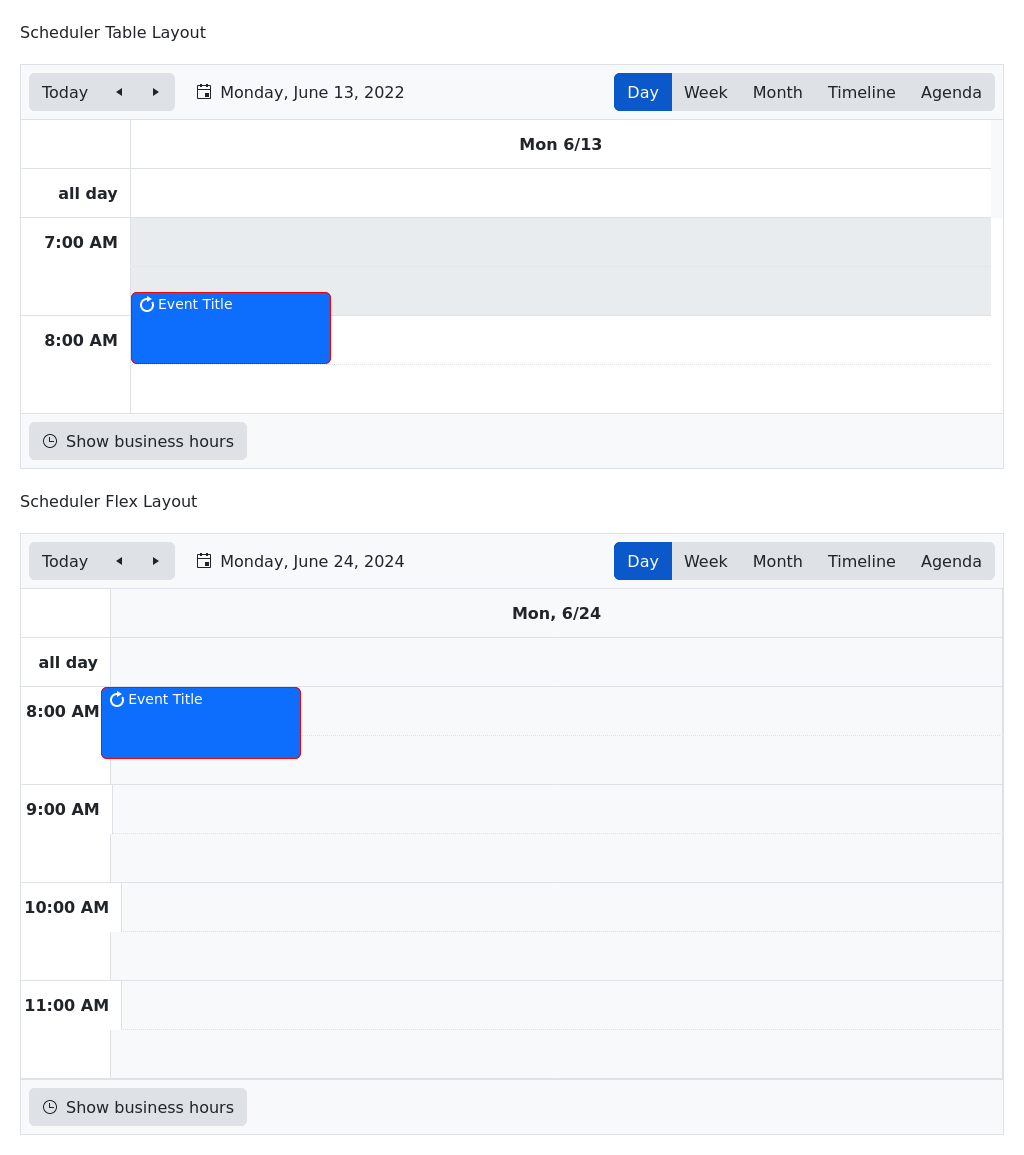 Scheduler Table Layout
Today Monday, June 13, 2022 Day Week Month Timeline Agenda
Mon 6/13
all day
7:00 AM
Event Title
8:00 AM
Show business hours
Scheduler Flex Layout
Today Monday, June 24, 2024 Day Week Month Timeline Agenda
Mon, 6/24
all day
Event Title
8:00 AM
9:00 AM
10:00 AM
11:00 AM
Show business hours